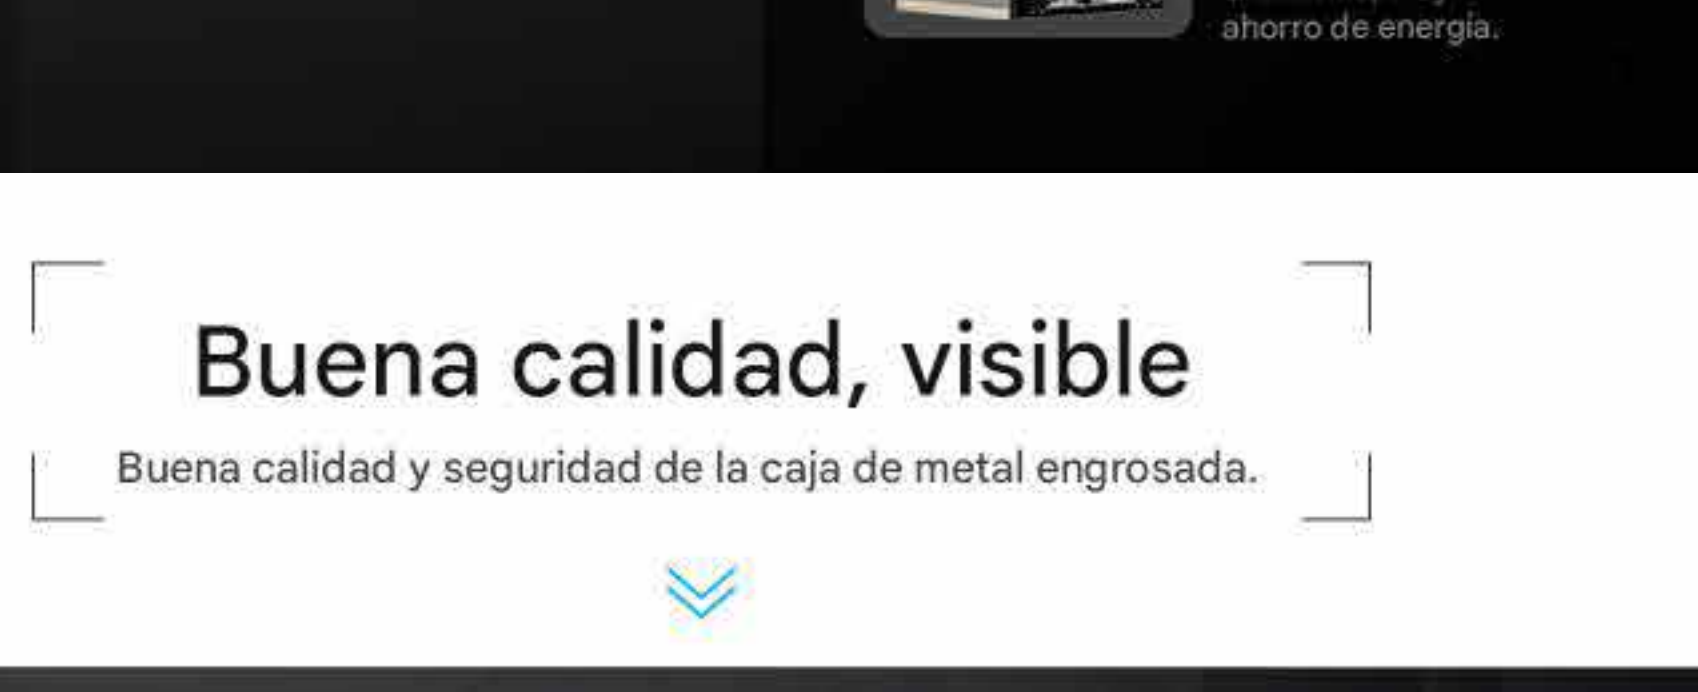 ahorro de energía.
Buena calidad, visible
Buena calidad y seguridad de la caja de metal engrosada.